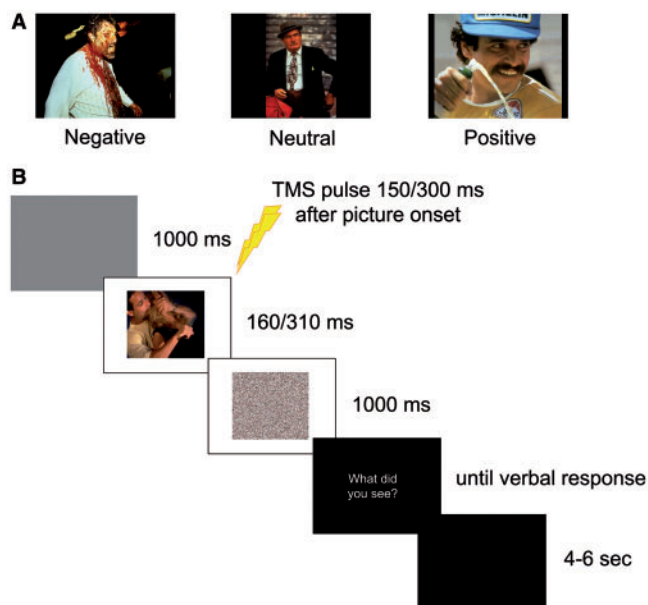 A
Negative
Neutral
Positive
B
TMS pulse 150/300 ms
after picture onset
1000 ms
160/310 ms
1000 ms
What did
you see?
until verbal response
4-6 sec